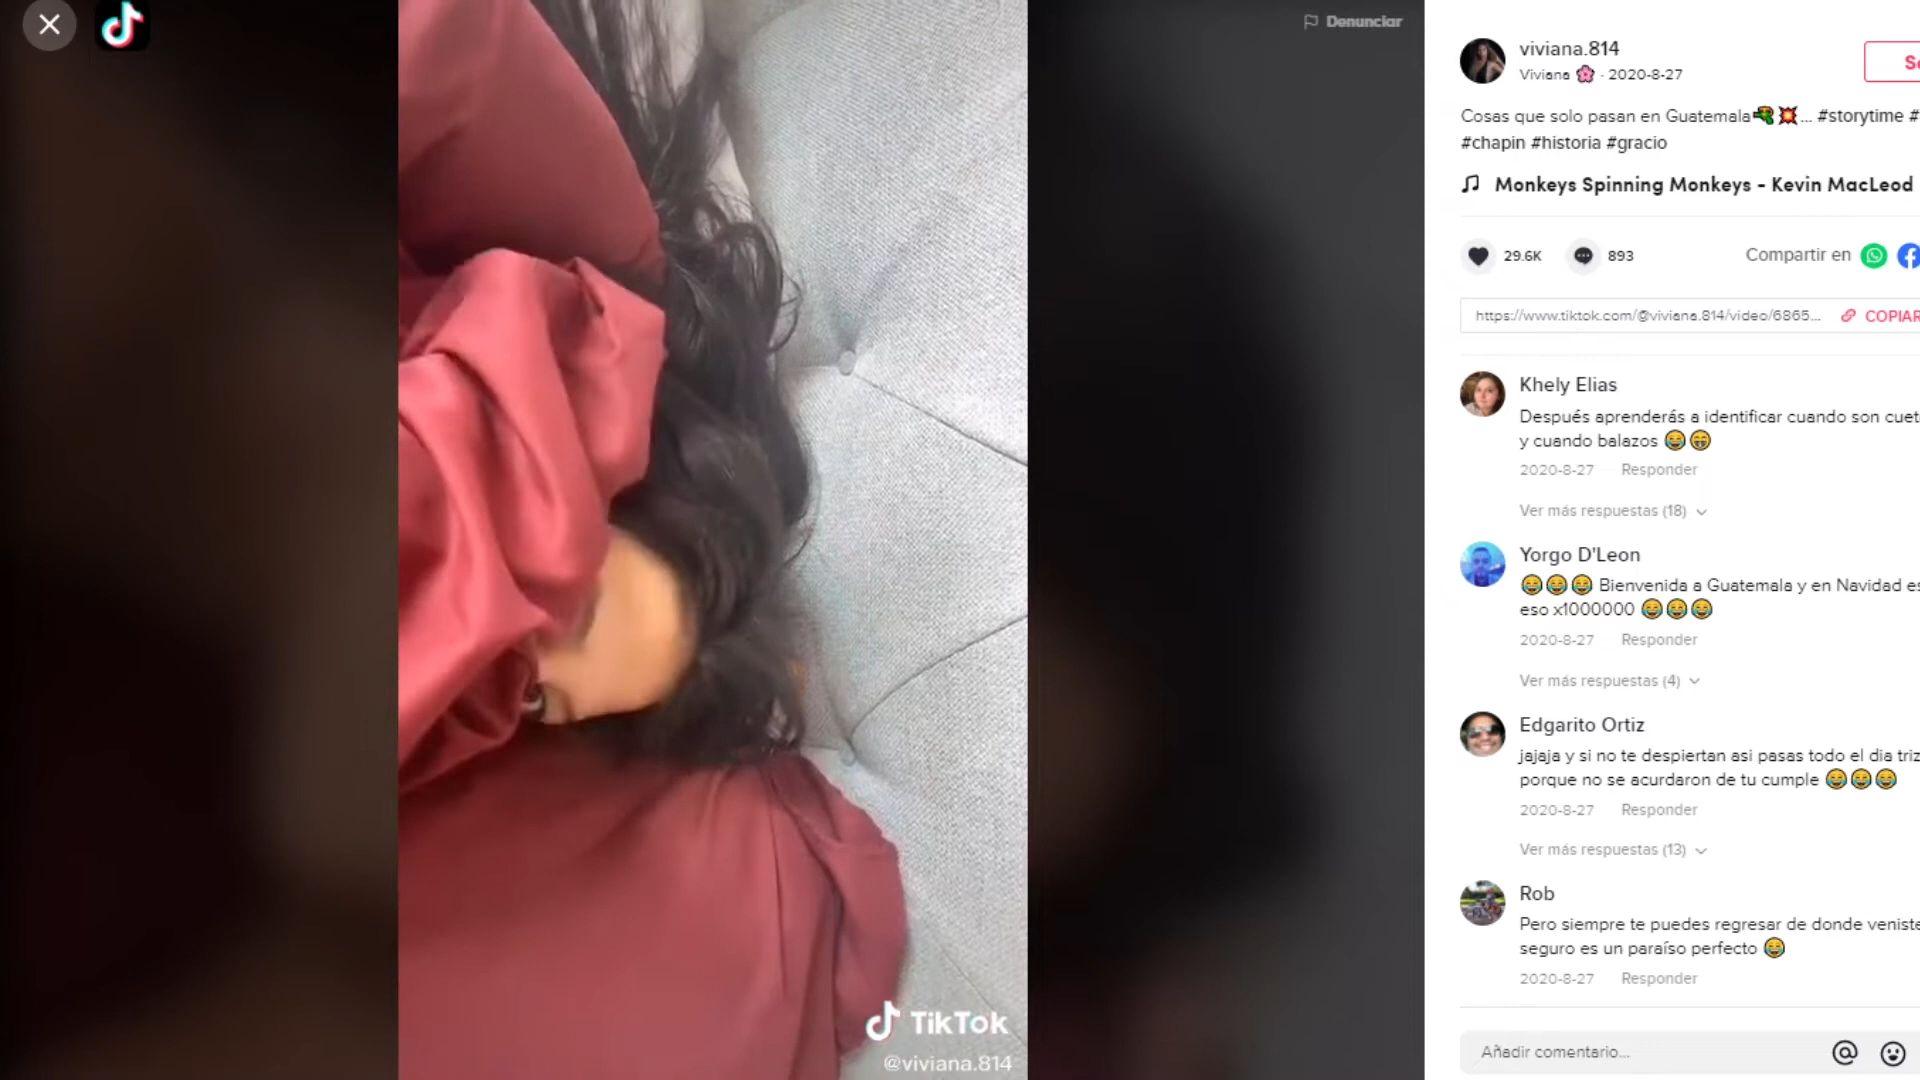 Denunciar
viviana.814
Viviana 🌸 · 2020-8-27
Cosas que solo pasan en Guatemala🔫💥... #storytime #
#chapin #historia #gracio
Monkeys Spinning Monkeys - Kevin MacLeod
29.6K
893
Compartir en
https://www.tiktok.com/@viviana.814/video/6865...
COPIAR
Khely Elias
Después aprenderás a identificar cuando son
y cuando balazos 😂😁
2020-8-27 Responder
Ver más respuestas (18)
Yorgo D'Leon
😂😂😂 Bienvenida a Guatemala y en Navidad
eso x1000000 😂😂😂
2020-8-27 Responder
Ver más respuestas (4)
Edgarito Ortiz
jajaja y si no te despiertan asi pasas todo el dia
porque no se acurdaron de tu cumple 😂😂😂
2020-8-27 Responder
Ver más respuestas (13)
Rob
Pero siempre te puedes regresar de donde veniste
seguro es un paraíso perfecto 😂
2020-8-27 Responder
Añadir comentario...
TikTok
@viviana.814